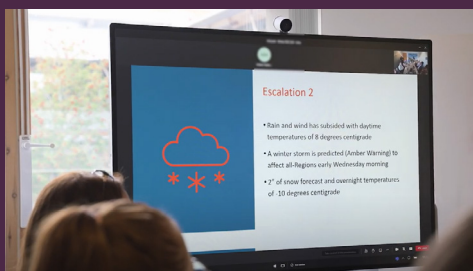 Escalation 2
• Rain and wind has subsided with daytime
temperatures of 8 degrees centigrade
• A winter storm is predicted (Amber Warning) to
affect all-Regions early Wednesday morning
• 2" of snow forecast and overnight temperatures
of -10 degrees centigrade